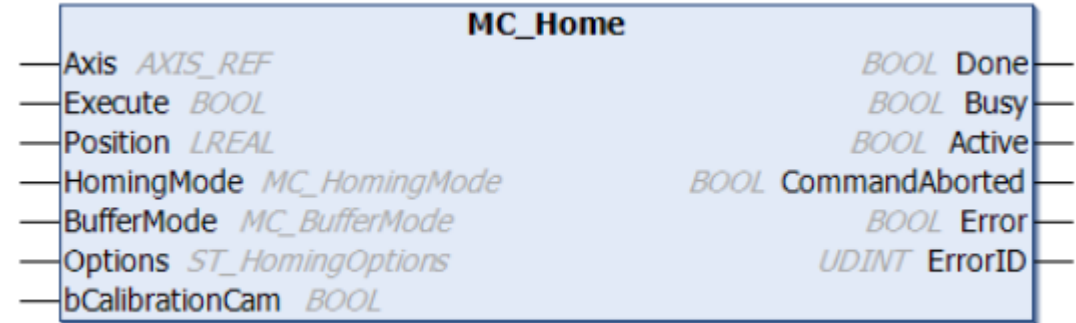 MC_Home
Axis AXIS_REF BOOL Done
Execute BOOL BOOL Busy
Position LREAL BOOL Active
HomingMode MC_HomingMode BOOL CommandAborted
BufferMode MC_BufferMode BOOL Error
Options ST_HomingOptions UDINT ErrorID
bCalibrationCam BOOL